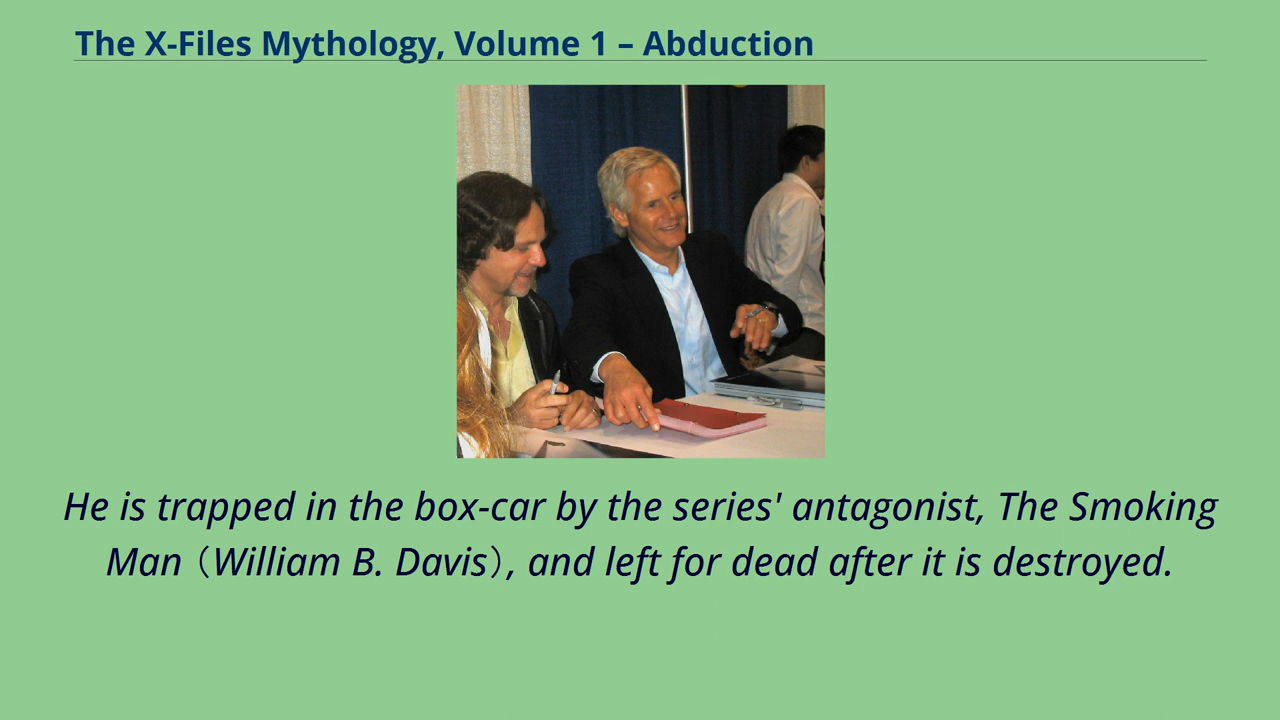 The X-Files Mythology, Volume 1 – Abduction
He is trapped in the box-car by the series' antagonist, The Smoking
Man（William B. Davis）, and left for dead after it is destroyed.